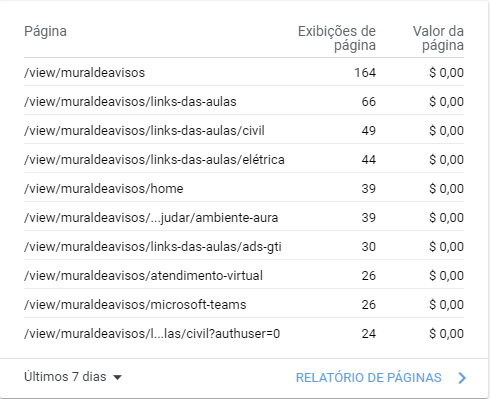 Página Exibições de página Valor da página
/view/muraldeavisos 164 $ 0,00
/view/muraldeavisos/links-das-aulas 66 $ 0,00
/view/muraldeavisos/links-das-aulas/civil 49 $ 0,00
/view/muraldeavisos/links-das-aulas/elétrica 44 $ 0,00
/view/muraldeavisos/home 39 $ 0,00
/view/muraldeavisos/...judar/ambiente-aura 39 $ 0,00
/view/muraldeavisos/links-das-aulas/ads-gti 30 $ 0,00
/view/muraldeavisos/atendimento-virtual 26 $ 0,00
/view/muraldeavisos/microsoft-teams 26 $ 0,00
/view/muraldeavisos/l...las/civil?authuser=0 24 $ 0,00
Últimos 7 dias RELATÓRIO DE PÁGINAS